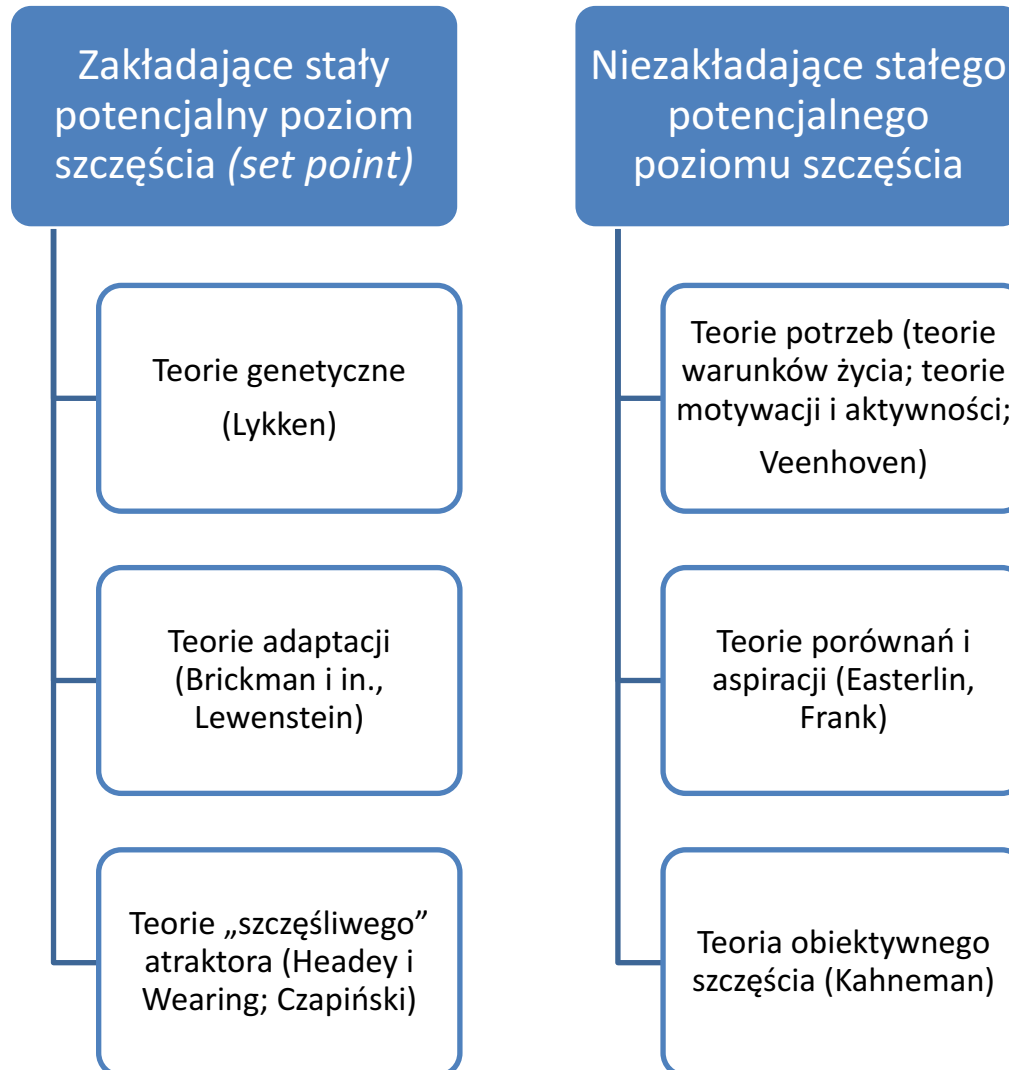 Zakładające stały
potencjalny poziom
szczęścia (set point)
Teorie genetyczne
(Lykken)
Teorie adaptacji
(Brickman i in.,
Lewenstein)
Teorie „szczęśliwego”
atraktora (Headey i
Wearing; Czapiński)
Niezakładające stałego
potencjalnego
poziomu szczęścia
Teorie potrzeb (teorie
warunków życia; teorie
motywacji i aktywności;
Veenhoven)
Teorie porównań i
aspiracji (Easterlin,
Frank)
Teoria obiektywnego
szczęścia (Kahneman)